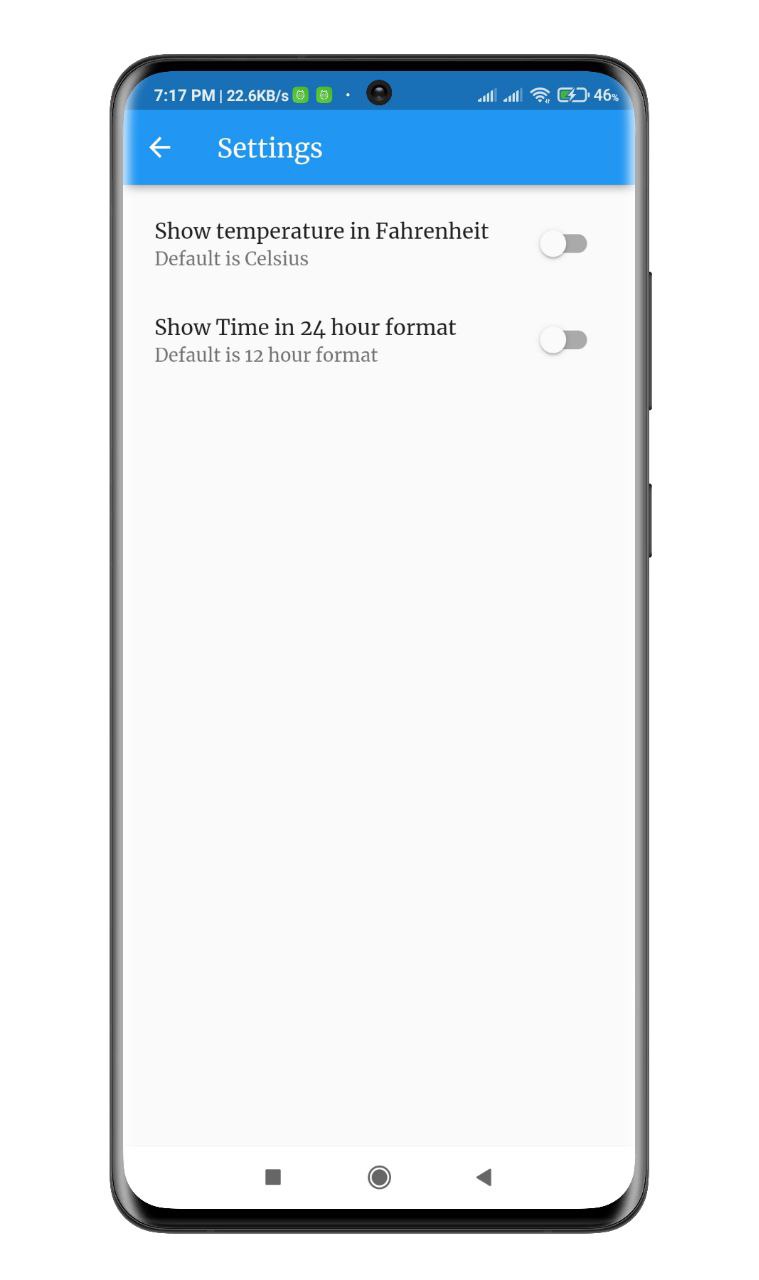 7:17 PM | 22.6KB/s 46%
Settings
Show temperature in Fahrenheit
Default is Celsius
Show Time in 24 hour format
Default is 12 hour format